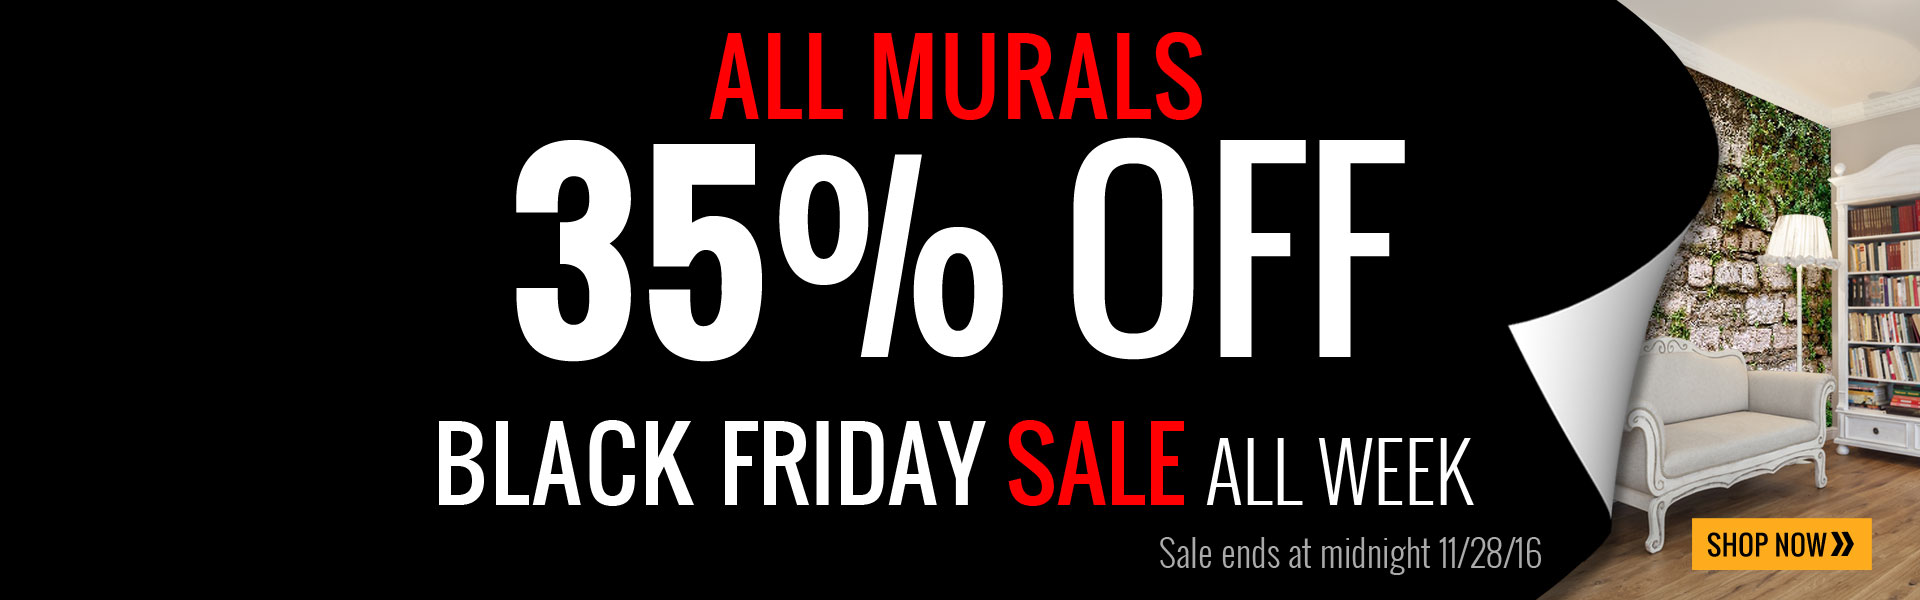 ALL MURALS
35% OFF
BLACK FRIDAY SALE ALL WEEK
Sale ends at midnight 11/28/16
SHOP NOW »